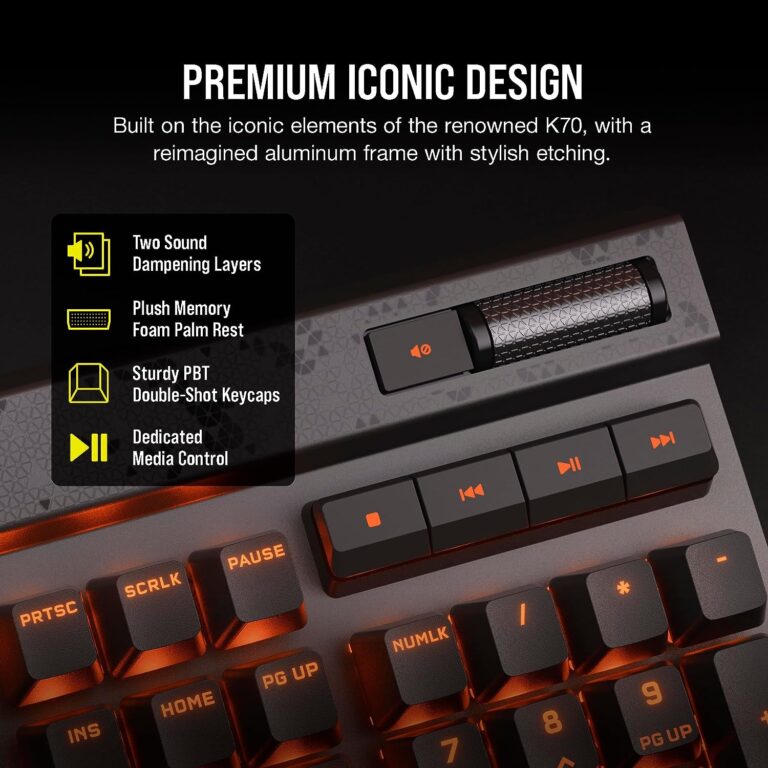 PREMIUM ICONIC DESIGN
Built on the iconic elements of the renowned K70, with a
reimagined aluminum frame with stylish etching.
Two Sound
Dampening Layers
Plush Memory
Foam Palm Rest
Sturdy PBT
Double-Shot Keycaps
Dedicated
Media Control
PRTSC
SCRLK
PAUSE
NUMLK
/
*
-
INS
HOME
PG UP
7
8
9
PG UP
+